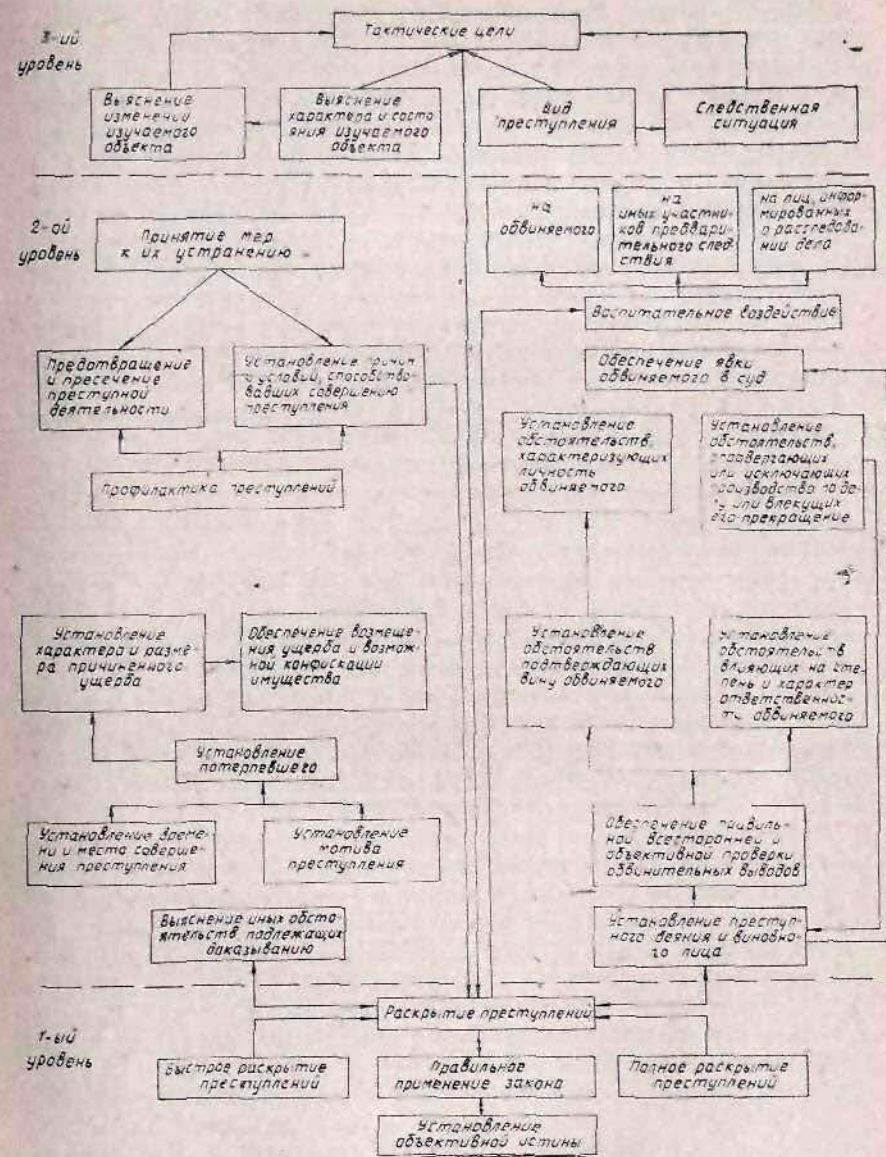 3-ий
уровень
Тактические цели
Выяснение
изменений
изучаемого
объекта
Выяснение
характера и состо
яния изучаемого
объекта
Вид
преступления
Следственная
ситуация
2-ой
уровень
Принятие мер
к их устранению
на
обвиняемого
на
иных участни-
ков предвари-
тельного след
ствия
на лиц, инфор-
мированных
о расследова
нии дела
Воспитательное воздействие
Предотвращение
и пресечение
преступной
деятельности
Установление причин
и условий, способство
вавших совершению
преступления
Обеспечение явки
обвиняемого в суд
Профилактика преступлений
Установление
обстоятельств,
характеризующих
личность
обвиняемого
Установление
обстоятельств,
опровергающих
или исключающих
производство по де-
лу или влекущих
его прекращение
Установление
характера и разме
ра причиненного
ущерба
Обеспечение возмеще-
ния ущерба и возмож-
ной конфискации
имущества
Установление
обстоятельств
подтверждающих
вину обвиняемого
Установление
обстоятельств
влияющих на сте-
пень и характер
ответственнос-
ти обвиняемого
Установление
потерпевшего
Установление време-
ни и места соверше-
ния преступления
Установление
мотива
преступления
Обеспечение правиль-
ной всесторонней и
объективной проверки
обвинительных выводов
Выяснение иных обсто-
ятельств подлежащих
доказыванию
Установление преступ-
ного деяния и виновно-
го лица
1-ый
уровень
Раскрытие преступлений
Быстрое раскрытие
преступлений
Правильное
применение закона
Полное раскрытие
преступлений
Установление
объективной истины